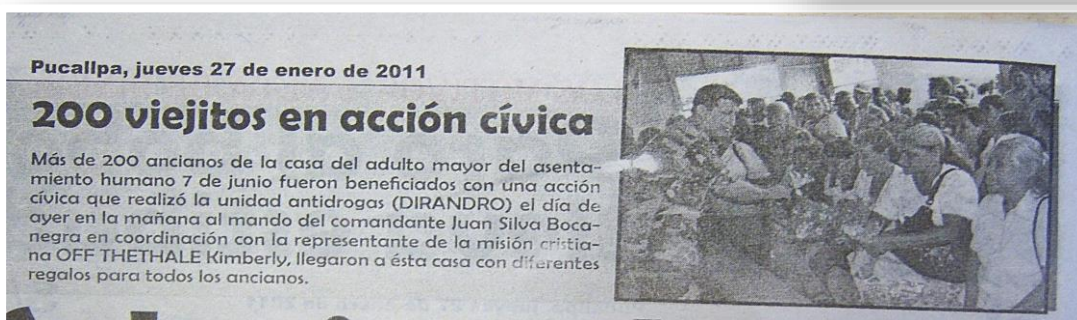 Pucallpa, jueves 27 de enero de 2011
200 viejitos en acción cívica
Más de 200 ancianos de la casa del adulto mayor del asenta-
miento humano 7 de junio fueron beneficiados con una acción
cívica que realizó la unidad antidrogas (DIRANDRO) el día de
ayer en la mañana al mando del comandante Juan Silva Boca-
negra en coordinación con la representante de la misión cristia-
na OFF THETHALE Kimberly, llegaron a ésta casa con diferentes
regalos para todos los ancianos.